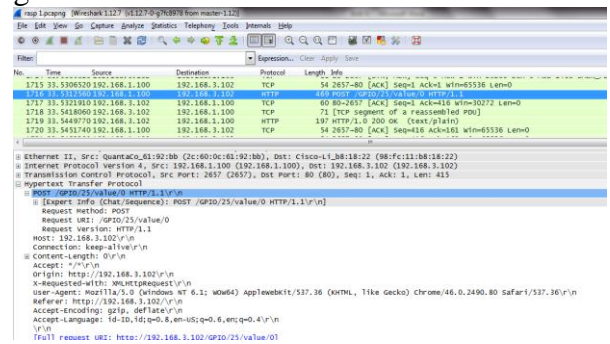 rasp 1.pcapng [Wireshark 1.12.7 (v1.12.7-0-g7fc8978 from master-1.12)]
File Edit View Go Capture Analyze Statistics Telephony Tools Internals Help
Filter: Expression... Clear Apply Save
No. Time Source Destination Protocol Length Info
1715 33.5306520 192.168.1.100 192.168.3.102 TCP 54 2657→80 [ACK] Seq=1 Ack=1 Win=65536 Len=0
1716 33.5312560 192.168.1.100 192.168.3.102 HTTP 469 POST /GPIO/25/value/0 HTTP/1.1
1717 33.5321910 192.168.3.102 192.168.1.100 TCP 60 80→2657 [ACK] Seq=1 Ack=416 Win=30272 Len=0
1718 33.5418060 192.168.3.102 192.168.1.100 TCP 71 [TCP segment of a reassembled PDU]
1719 33.5449770 192.168.3.102 192.168.1.100 HTTP 197 HTTP/1.0 200 OK (text/plain)
1720 33.5451740 192.168.1.100 192.168.3.102 TCP 54 2657→80 [ACK] Seq=416 Ack=161 Win=65536 Len=0
Ethernet II, Src: QuantaCo_61:92:bb (2c:60:0c:61:92:bb), Dst: Cisco-Li_b8:18:22 (98:fc:11:b8:18:22)
Internet Protocol Version 4, Src: 192.168.1.100 (192.168.1.100), Dst: 192.168.3.102 (192.168.3.102)
Transmission Control Protocol, Src Port: 2657 (2657), Dst Port: 80 (80), Seq: 1, Ack: 1, Len: 415
Hypertext Transfer Protocol
POST /GPIO/25/value/0 HTTP/1.1\r\n
[Expert Info (Chat/Sequence): POST /GPIO/25/value/0 HTTP/1.1\r\n]
Request Method: POST
Request URI: /GPIO/25/value/0
Request Version: HTTP/1.1
Host: 192.168.3.102\r\n
Connection: keep-alive\r\n
Content-Length: 0\r\n
Accept: */*\r\n
Origin: http://192.168.3.102\r\n
X-Requested-With: XMLHttpRequest\r\n
User-Agent: Mozilla/5.0 (Windows NT 6.1; WOW64) AppleWebKit/537.36 (KHTML, like Gecko) Chrome/46.0.2490.80 Safari/537.36\r\n
Referer: http://192.168.3.102/\r\n
Accept-Encoding: gzip, deflate\r\n
Accept-Language: id-ID,id;q=0.8,en-US;q=0.6,en;q=0.4\r\n
\r\n
[Full request URI: http://192.168.3.102/GPIO/25/value/0]